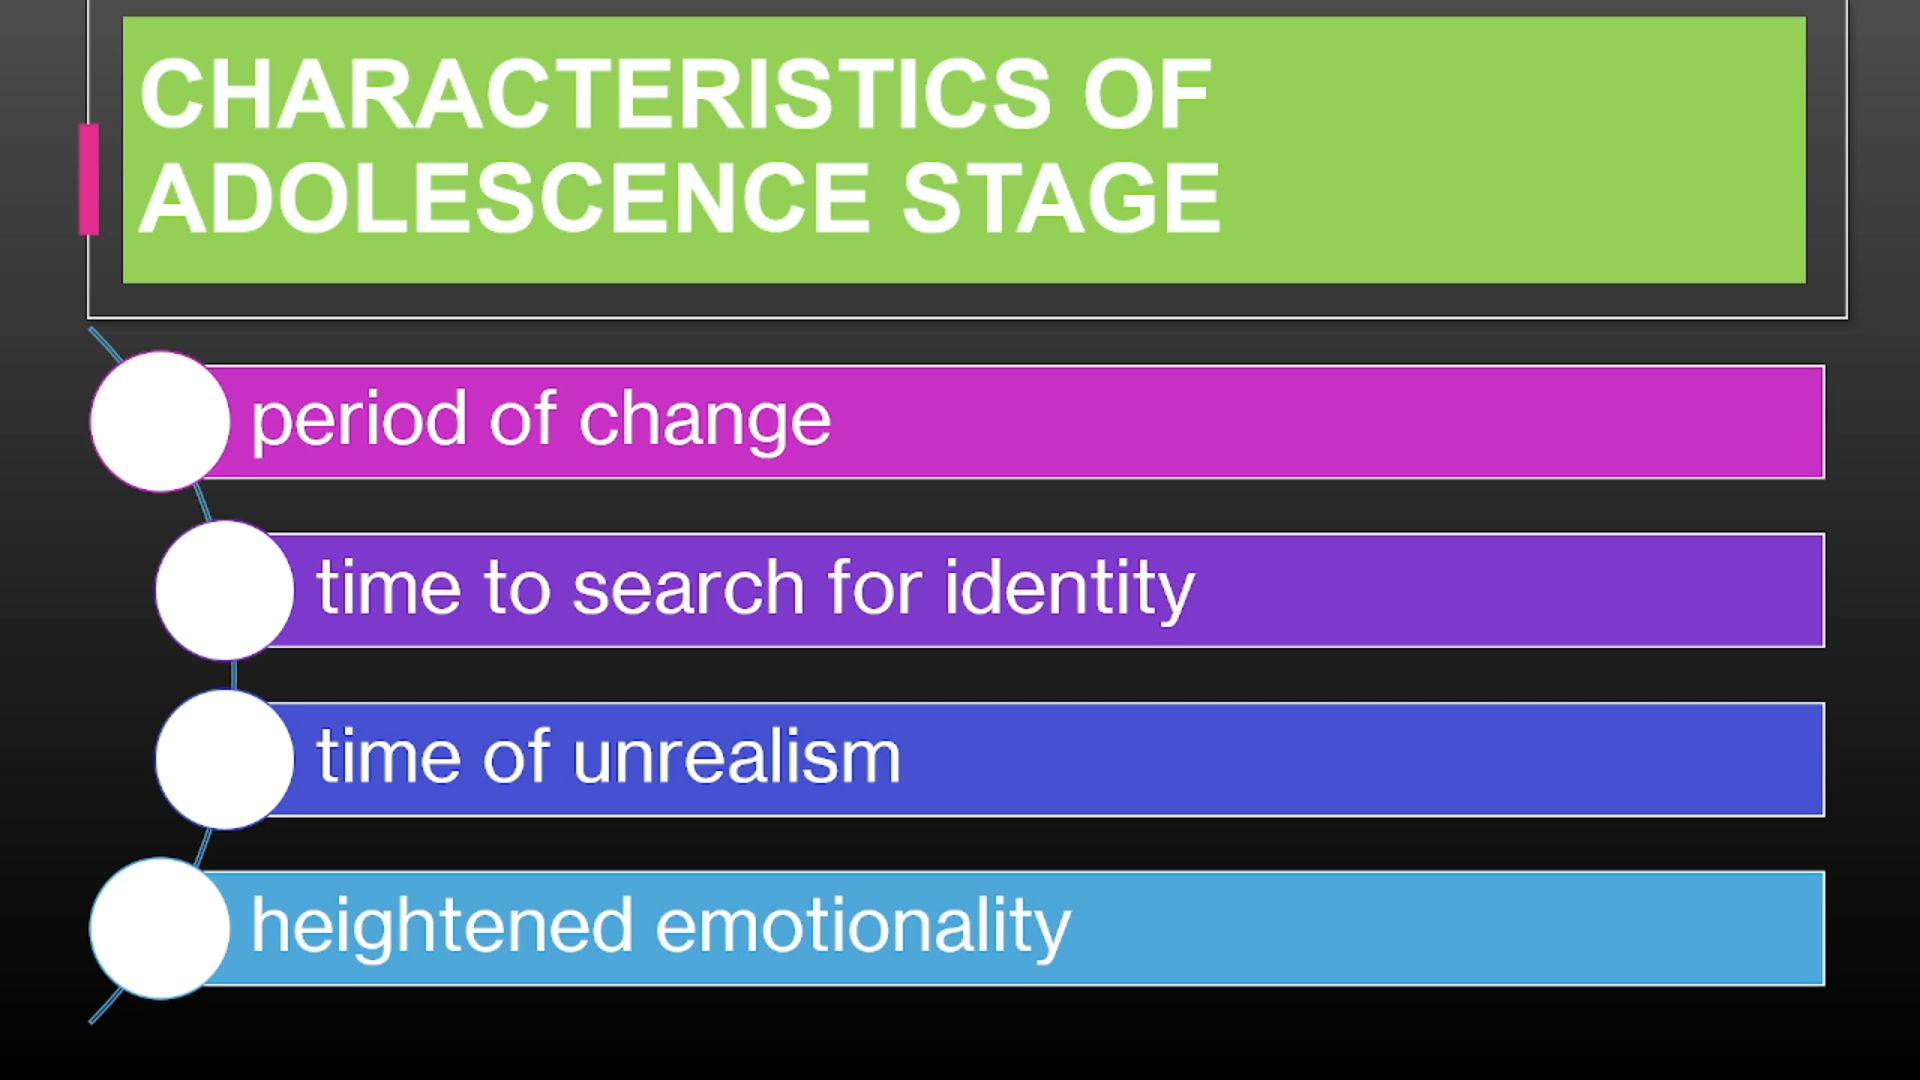 CHARACTERISTICS OF
ADOLESCENCE STAGE
period of change
time to search for identity
time of unrealism
heightened emotionality